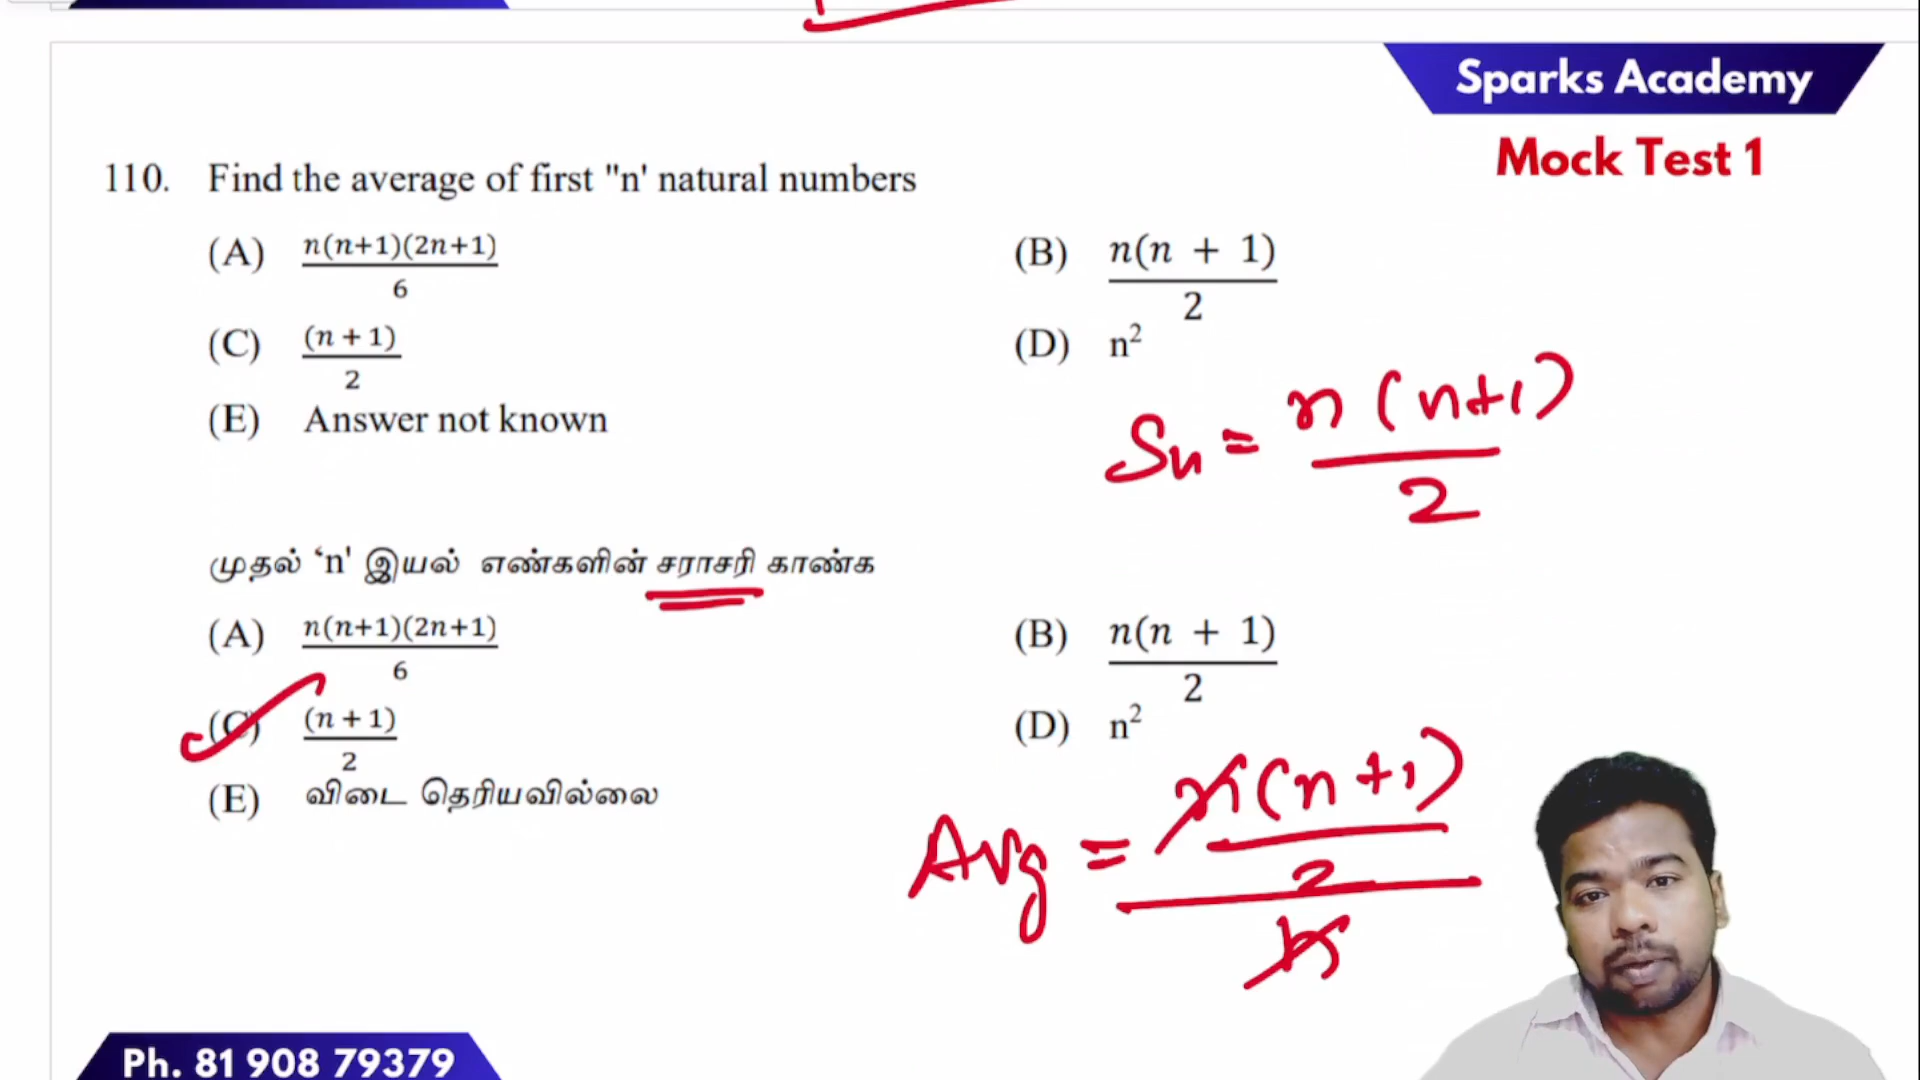 Sparks Academy
Mock Test 1
110. Find the average of first "n' natural numbers
(A) n(n+1)(2n+1)/6 (B) n(n + 1)/2
(C) (n + 1)/2 (D) n²
(E) Answer not known
Sn = n(n+1)/2
முதல் ‘n' இயல் எண்களின் சராசரி காண்க
(A) n(n+1)(2n+1)/6 (B) n(n + 1)/2
(C) (n + 1)/2 (D) n²
(E) விடை தெரியவில்லை
Avg = n(n+1)/2/n
Ph. 81 908 79379